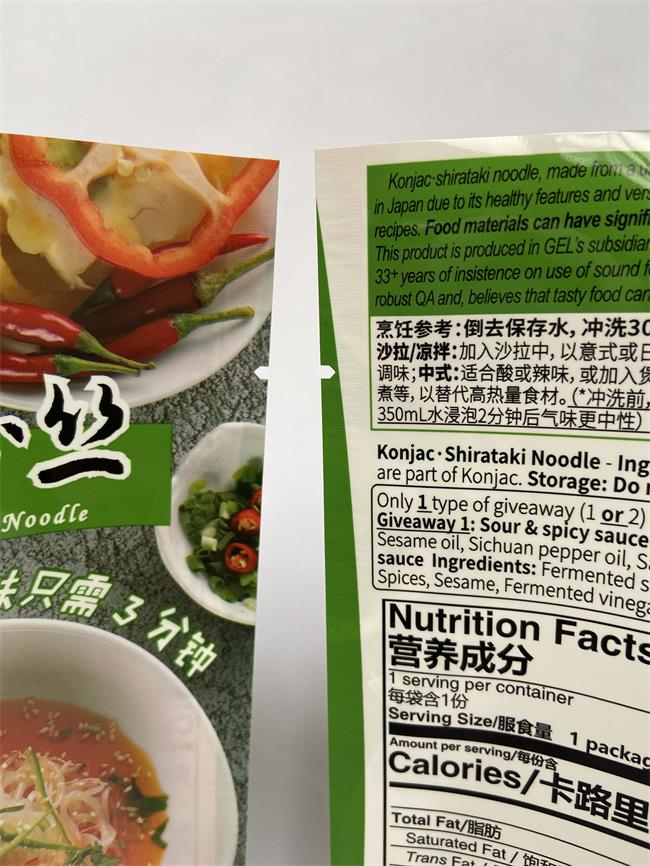 丝
Noodle
味只需3分钟
Konjac·shirataki noodle, made from a
in Japan due to its healthy features and
recipes. Food materials can have
This product is produced in GEL's
33+ years of insistence on use of sound
robust QA and, believes that tasty food can
烹饪参考:倒去保存水, 冲洗30
沙拉/凉拌:加入沙拉中, 以意式或
调味;中式:适合酸或辣味, 或加入
煮等, 以替代高热量食材。(*冲洗前,
350mL水浸泡2分钟后气味更中性)
Konjac·Shirataki Noodle - Ing
are part of Konjac. Storage: Do
Only 1 type of giveaway (1 or 2)
Giveaway 1: Sour & spicy sauce
Sesame oil, Sichuan pepper oil,
sauce Ingredients: Fermented
Spices, Sesame, Fermented
Nutrition Facts
营养成分
1 serving per container
每袋含1份
Serving Size/服食量 1
Amount per serving/每份含
Calories/卡路里
Total Fat/脂肪
Saturated Fat /
Trans